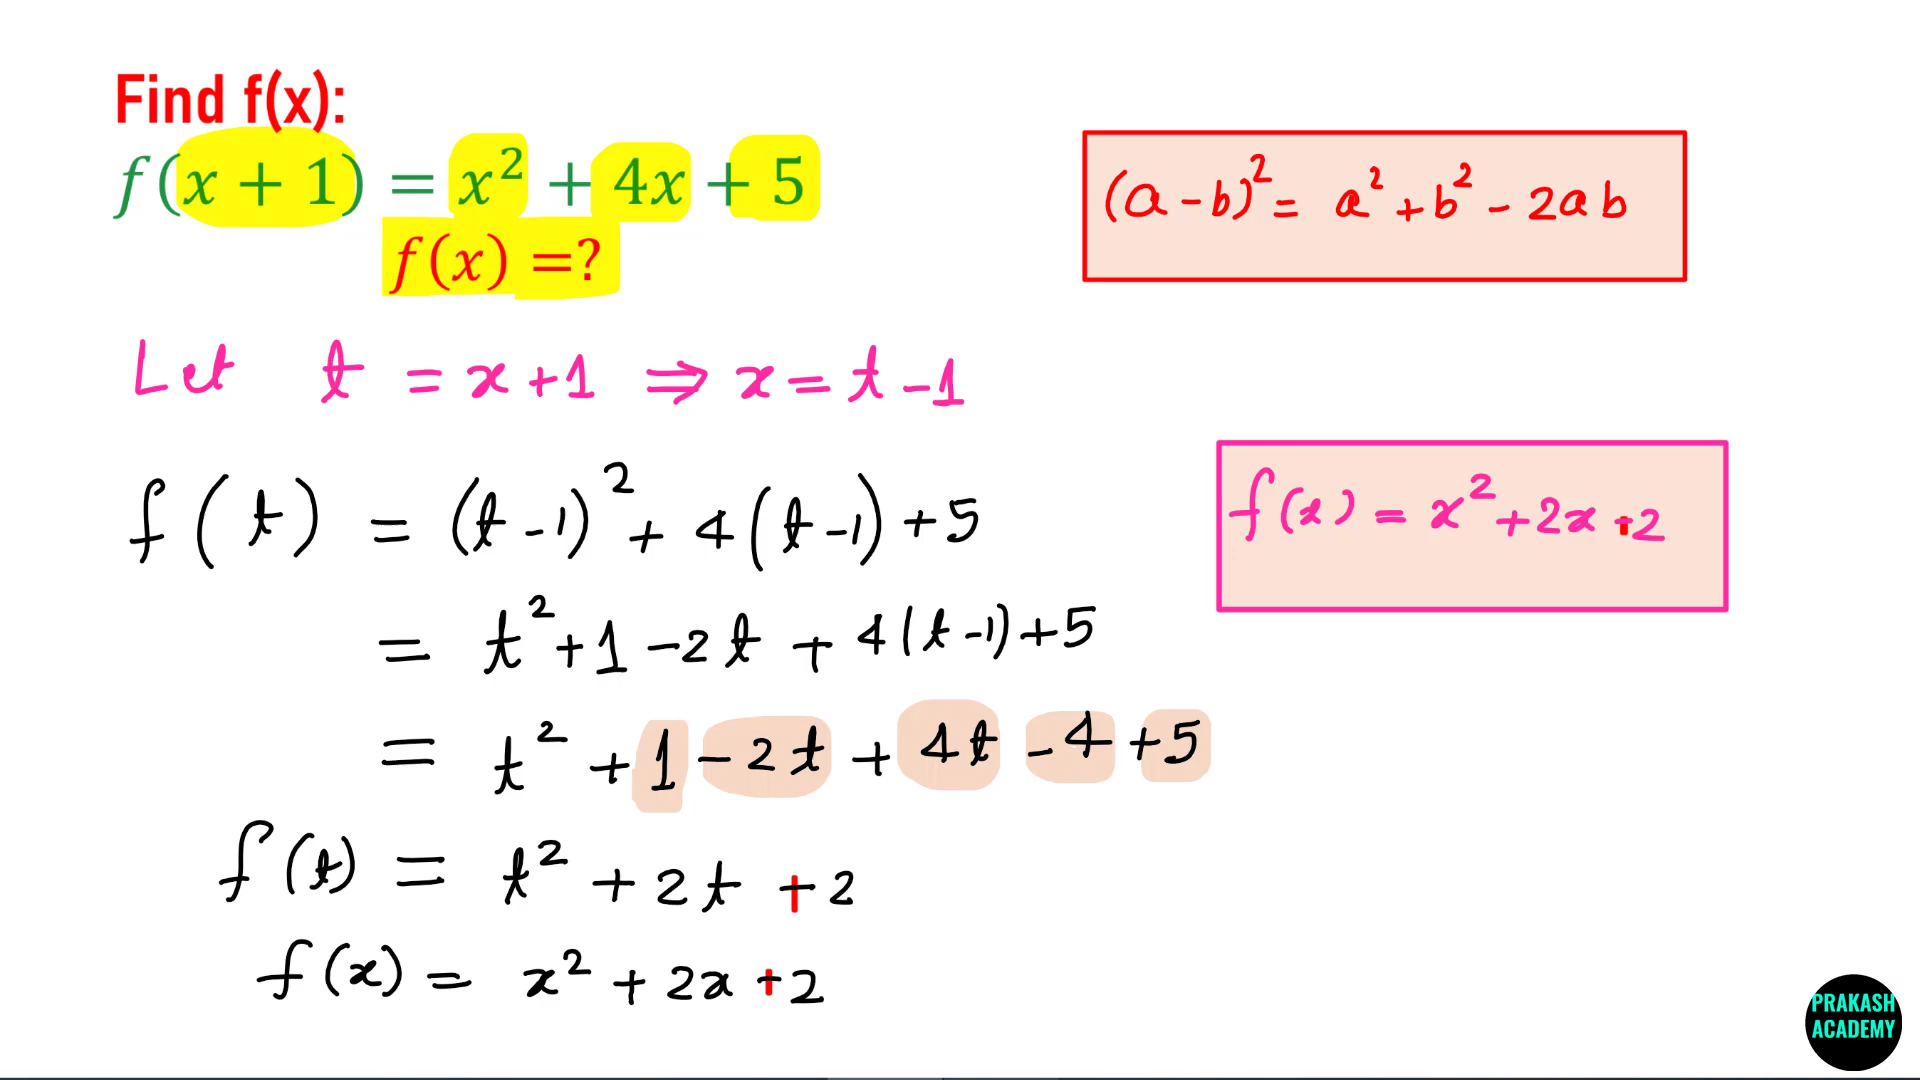 Find f(x):
f(x + 1) = x² + 4x + 5
f(x) =?
(a - b)² = a² + b² - 2ab
Let t = x + 1 ⇒ x = t - 1
f(t) = (t - 1)² + 4(t - 1) + 5
= t² + 1 - 2t + 4(t - 1) + 5
= t² + 1 - 2t + 4t - 4 + 5
f(t) = t² + 2t + 2
f(x) = x² + 2x + 2
f(x) = x² + 2x + 2
PRAKASH
ACADEMY